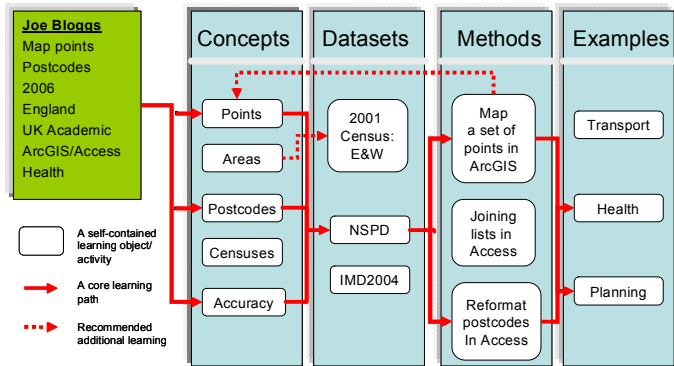 Joe Bloggs
Map points
Postcodes
2006
England
UK Academic
ArcGIS/Access
Health
A self-contained
learning object/
activity
A core learning
path
Recommended
additional learning
Concepts
Points
Areas
Postcodes
Censuses
Accuracy
Datasets
2001
Census:
E&W
NSPD
IMD2004
Methods
Map
a set of
points in
ArcGIS
Joining
lists in
Access
Reformat
postcodes
In Access
Examples
Transport
Health
Planning